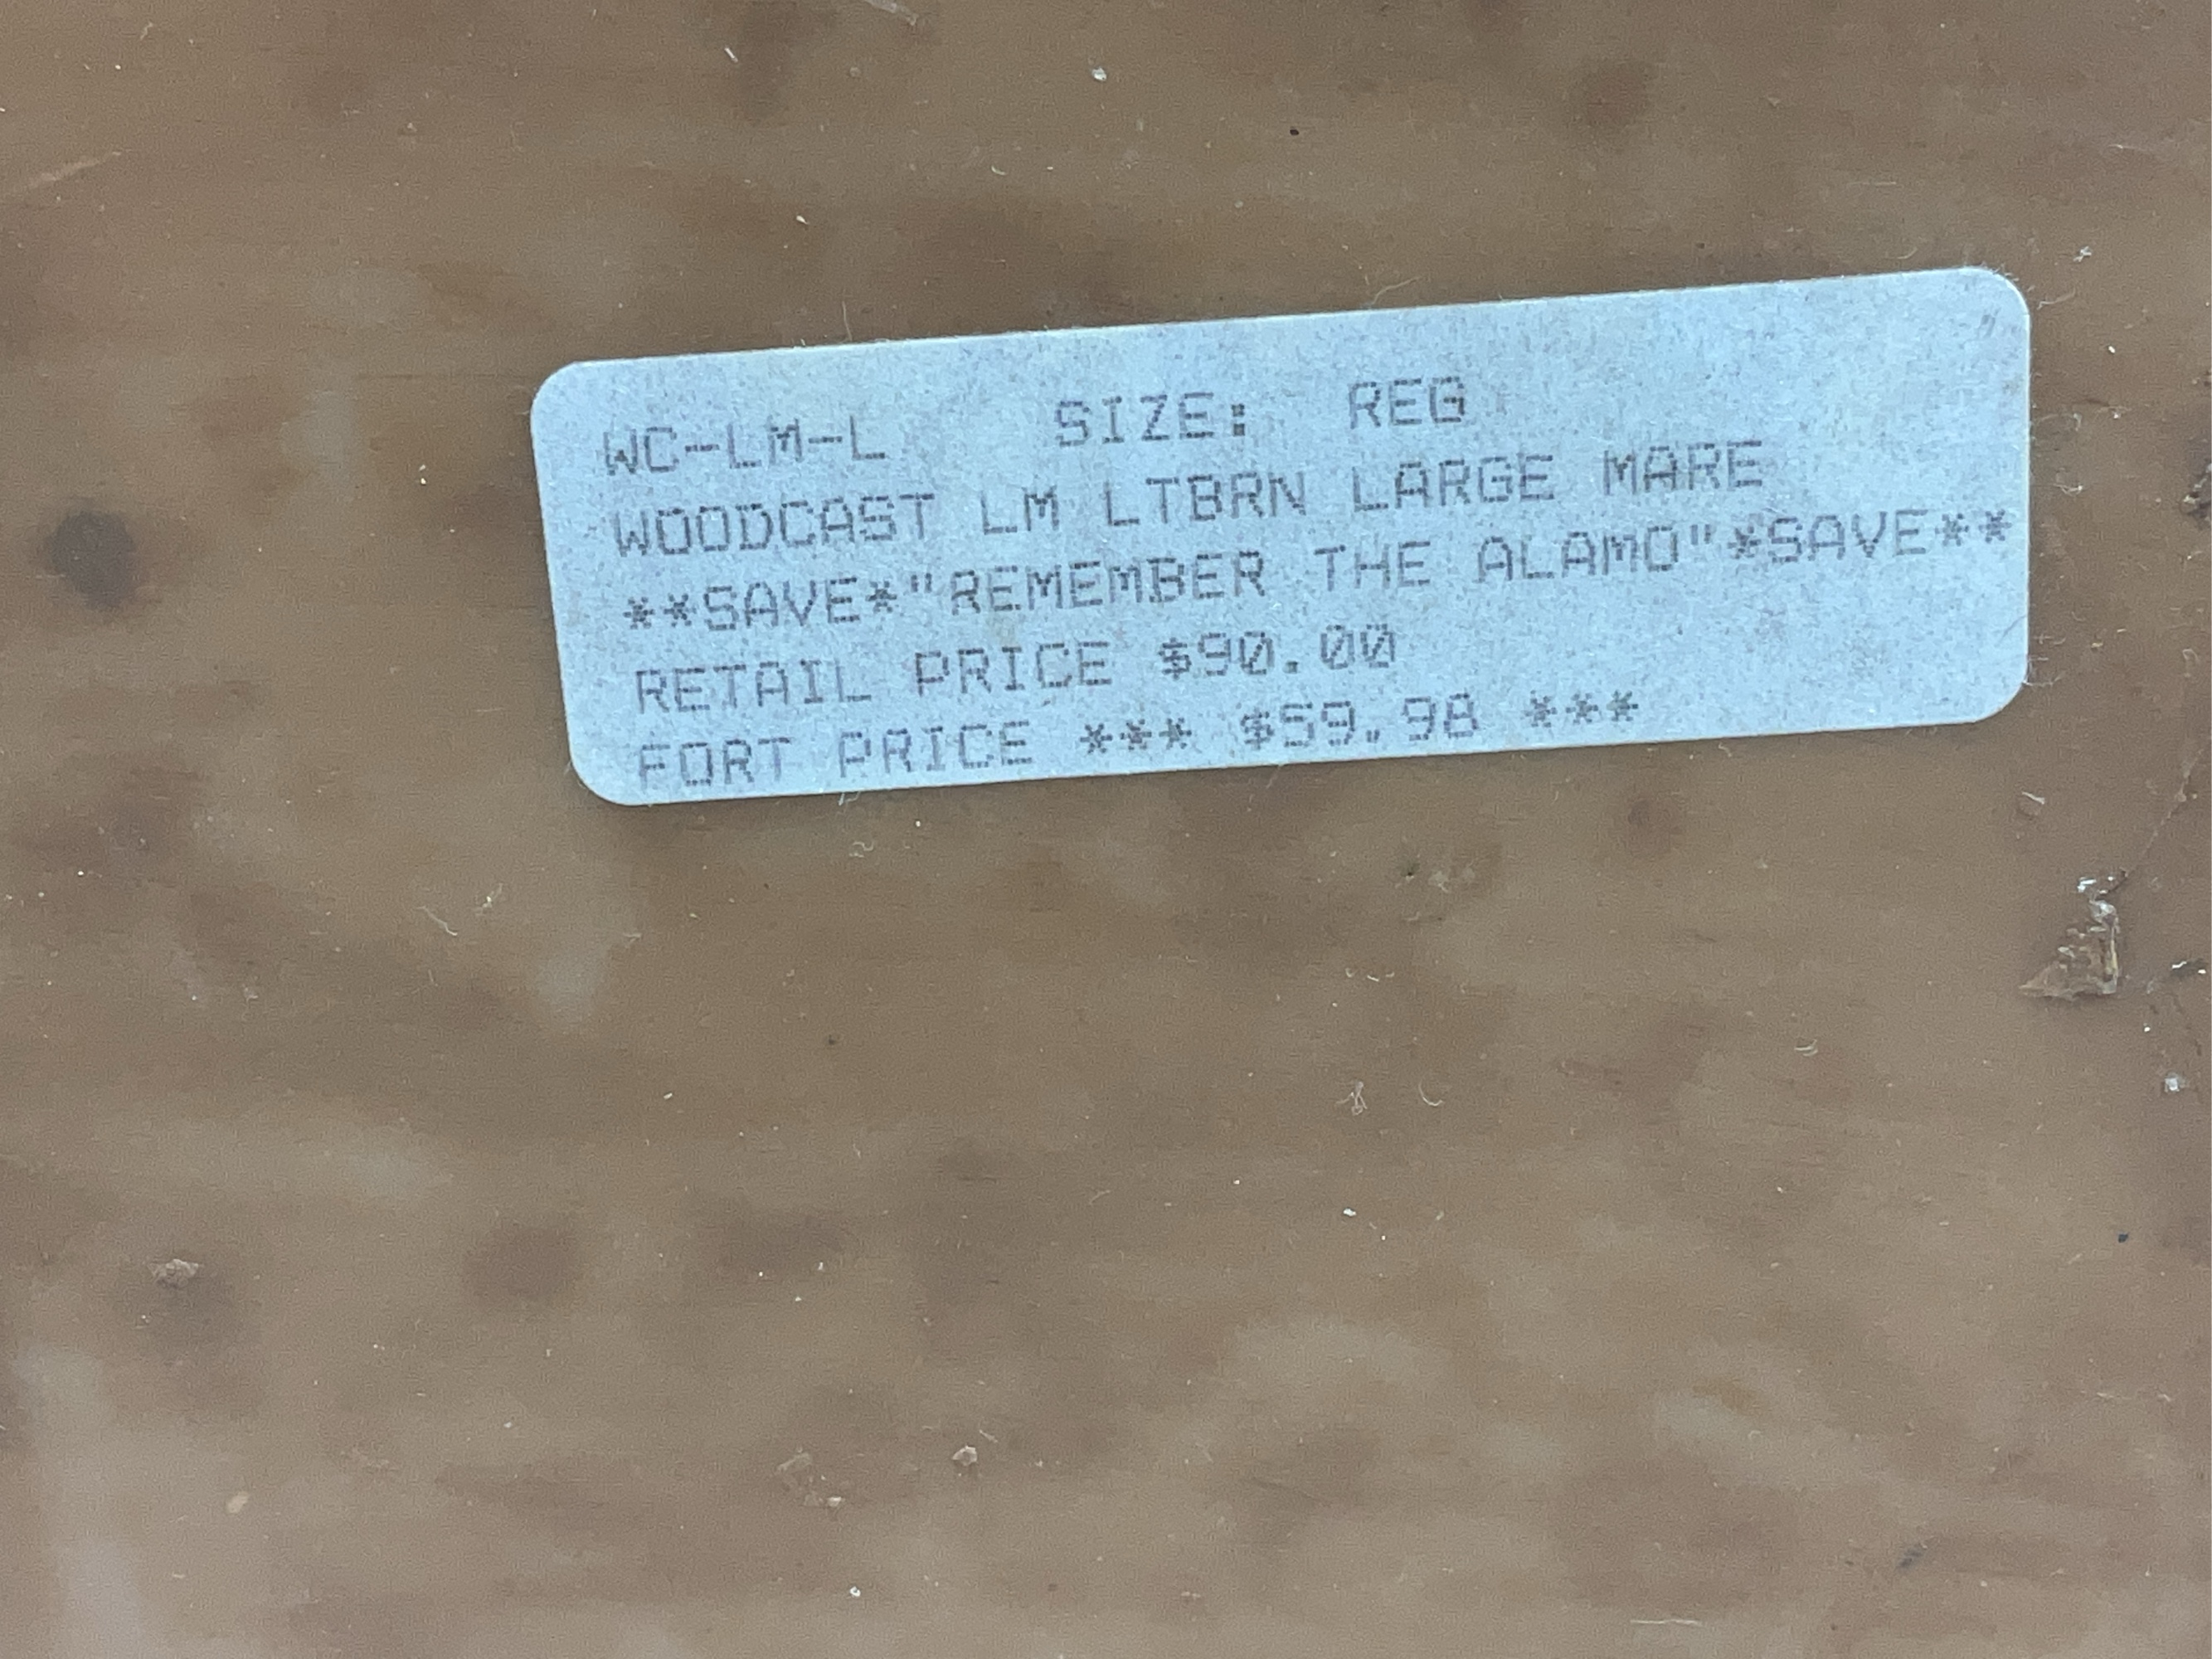 WC-LM-L SIZE: REG
WOODCAST LM LTBRN LARGE MARE
**SAVE*"REMEMBER THE ALAMO"*SAVE**
RETAIL PRICE $90.00
FORT PRICE *** $59.98 ***